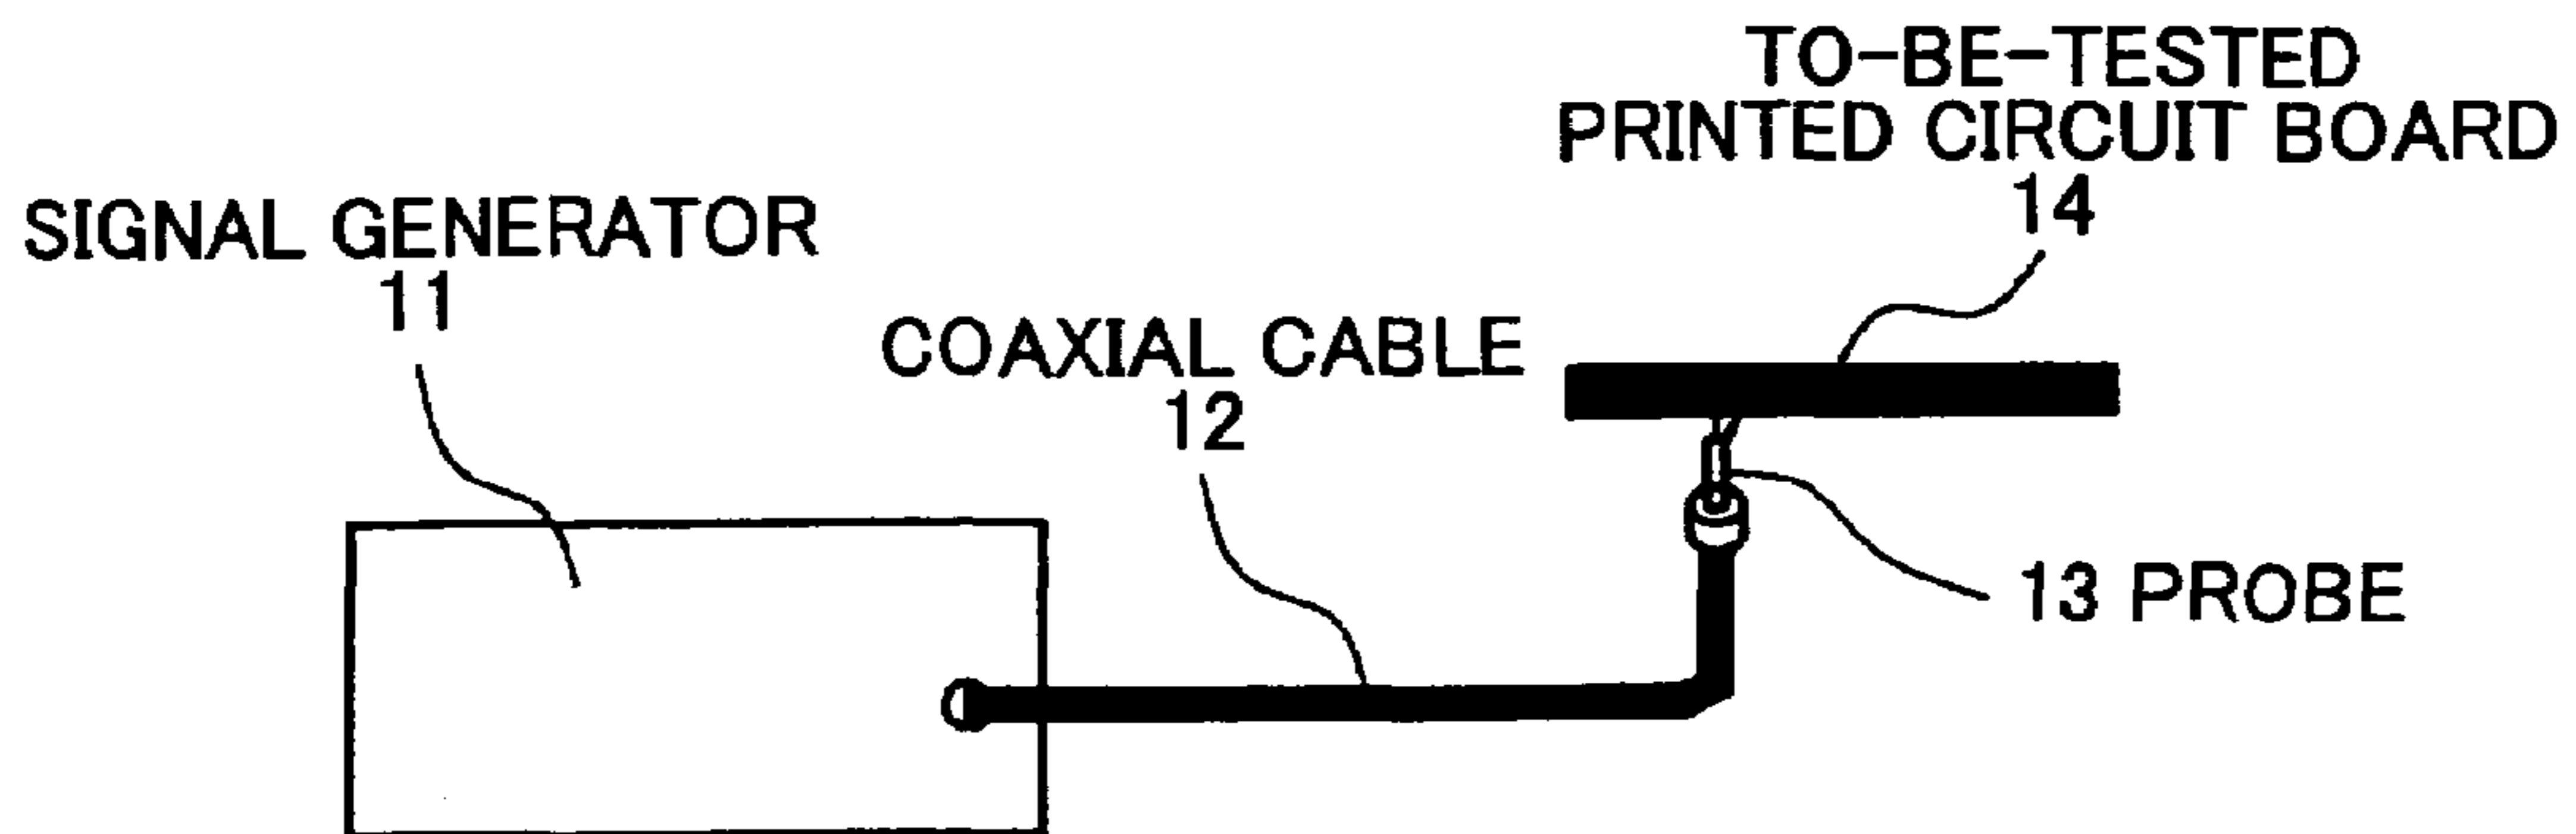 TO-BE-TESTED
PRINTED CIRCUIT BOARD
14
SIGNAL GENERATOR
11
COAXIAL CABLE
12
13 PROBE